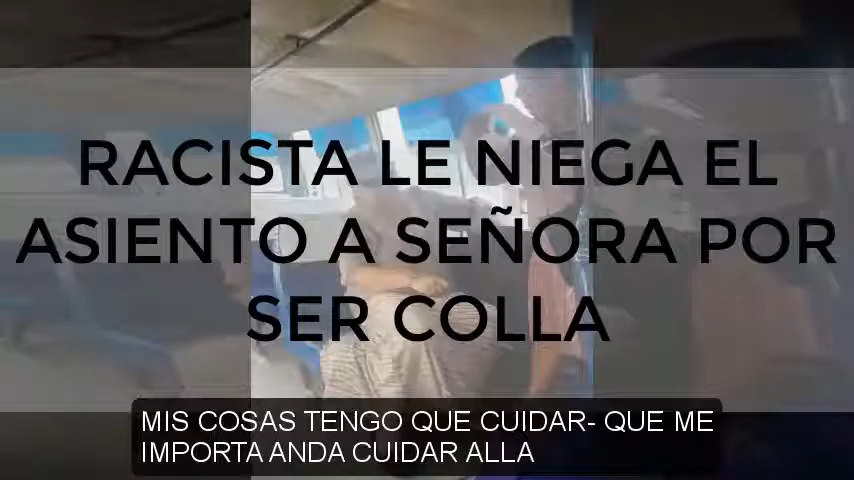 RACISTA LE NIEGA EL
ASIENTO A SEÑORA POR
SER COLLA
MIS COSAS TENGO QUE CUIDAR- QUE ME
IMPORTA ANDA CUIDAR ALLA